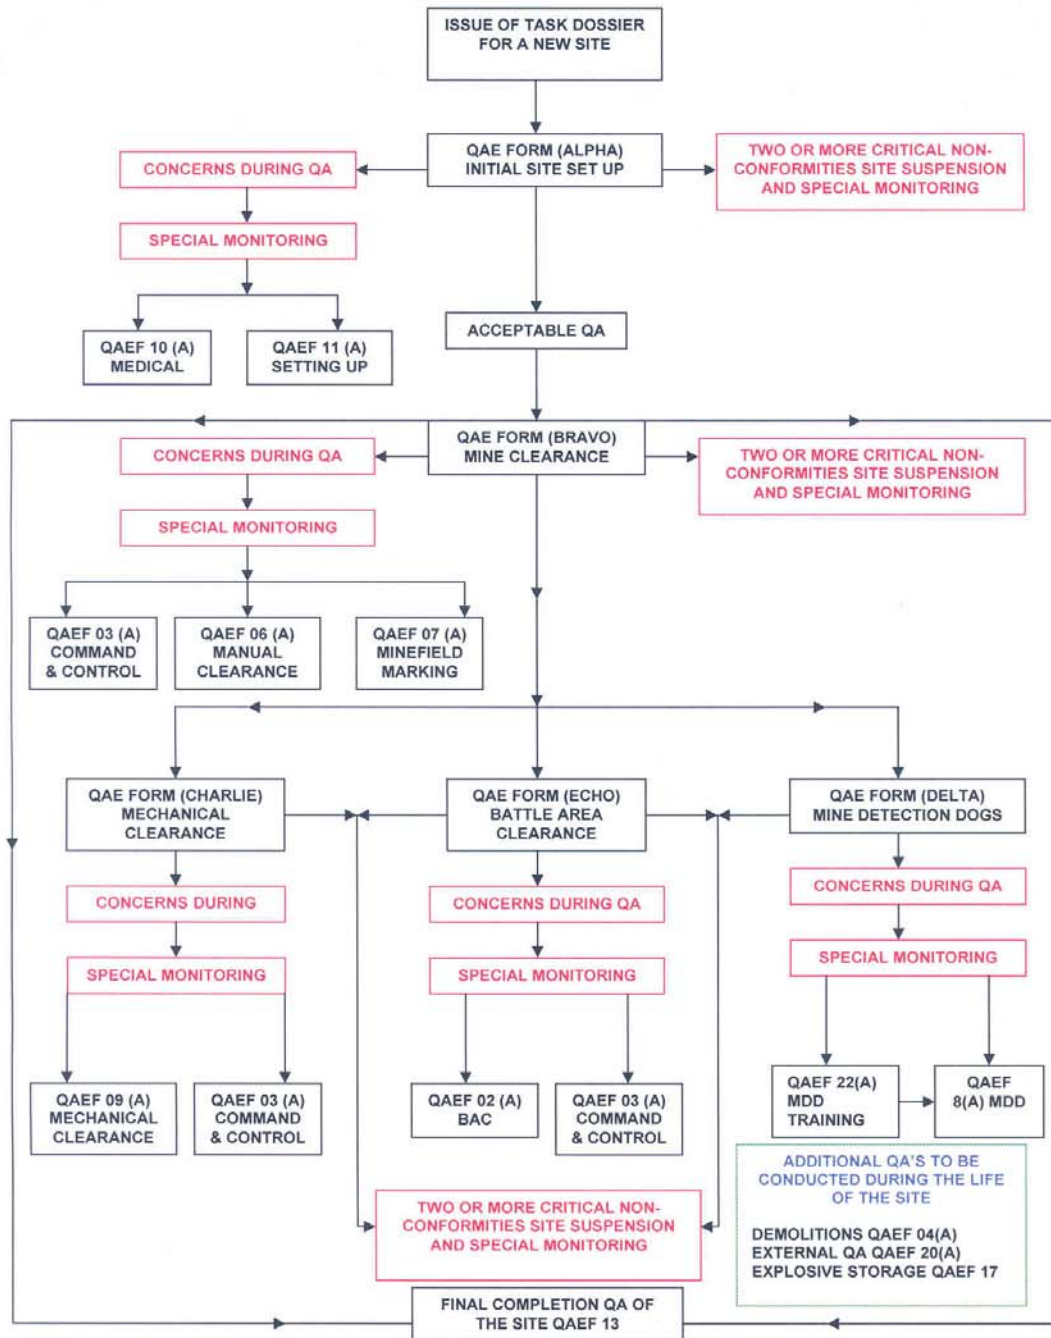 ISSUE OF TASK DOSSIER
FOR A NEW SITE
QAE FORM (ALPHA)
INITIAL SITE SET UP
CONCERNS DURING QA
TWO OR MORE CRITICAL NON-
CONFORMITIES SITE SUSPENSION
AND SPECIAL MONITORING
SPECIAL MONITORING
QAEF 10 (A)
MEDICAL
QAEF 11 (A)
SETTING UP
ACCEPTABLE QA
QAE FORM (BRAVO)
MINE CLEARANCE
CONCERNS DURING QA
TWO OR MORE CRITICAL NON-
CONFORMITIES SITE SUSPENSION
AND SPECIAL MONITORING
SPECIAL MONITORING
QAEF 03 (A)
COMMAND
& CONTROL
QAEF 06 (A)
MANUAL
CLEARANCE
QAEF 07 (A)
MINEFIELD
MARKING
QAE FORM (CHARLIE)
MECHANICAL
CLEARANCE
QAE FORM (ECHO)
BATTLE AREA
CLEARANCE
QAE FORM (DELTA)
MINE DETECTION DOGS
CONCERNS DURING
CONCERNS DURING QA
CONCERNS DURING QA
SPECIAL MONITORING
SPECIAL MONITORING
SPECIAL MONITORING
QAEF 09 (A)
MECHANICAL
CLEARANCE
QAEF 03 (A)
COMMAND
& CONTROL
QAEF 02 (A)
BAC
QAEF 03 (A)
COMMAND
& CONTROL
QAEF 22(A)
MDD
TRAINING
QAEF
8(A) MDD
ADDITIONAL QA'S TO BE
CONDUCTED DURING THE LIFE
OF THE SITE
DEMOLITIONS QAEF 04(A)
EXTERNAL QA QAEF 20(A)
EXPLOSIVE STORAGE QAEF 17
TWO OR MORE CRITICAL NON-
CONFORMITIES SITE SUSPENSION
AND SPECIAL MONITORING
FINAL COMPLETION QA OF
THE SITE QAEF 13